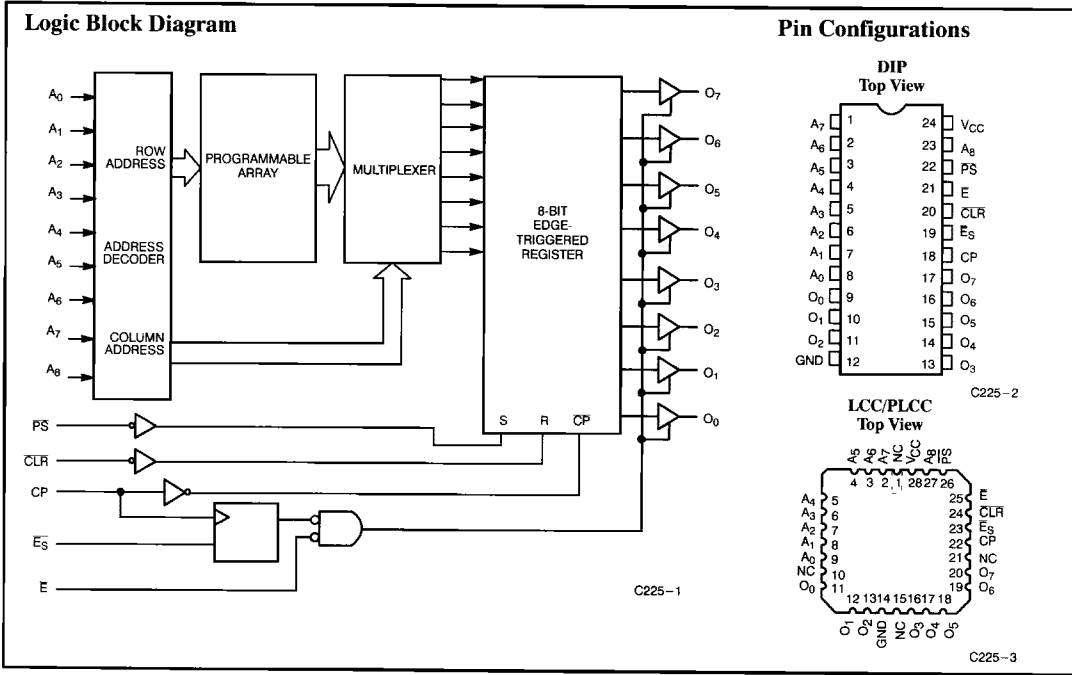 Logic Block Diagram
A0
A1
A2
A3
A4
A5
A6
A7
A8
ROW
ADDRESS
ADDRESS
DECODER
COLUMN
ADDRESS
PROGRAMMABLE
ARRAY
MULTIPLEXER
8-BIT
EDGE-
TRIGGERED
REGISTER
S R CP
O7
O6
O5
O4
O3
O2
O1
O0
PS
CLR
CP
ES
E
C225-1
Pin Configurations
DIP
Top View
A7 1 24 VCC
A6 2 23 A8
A5 3 22 PS
A4 4 21 E
A3 5 20 CLR
A2 6 19 ES
A1 7 18 CP
A0 8 17 O7
O0 9 16 O6
O1 10 15 O5
O2 11 14 O4
GND 12 13 O3
C225-2
LCC/PLCC
Top View
A5 A6 A7 NC VCC A8 PS
4 3 2 1 28 27 26
A4 5 25 E
A3 6 24 CLR
A2 7 23 ES
A1 8 22 CP
A0 9 21 NC
NC 10 20 O7
O0 11 19 O6
12 13 14 15 16 17 18
O1 O2 GND NC O3 O4 O5
C225-3